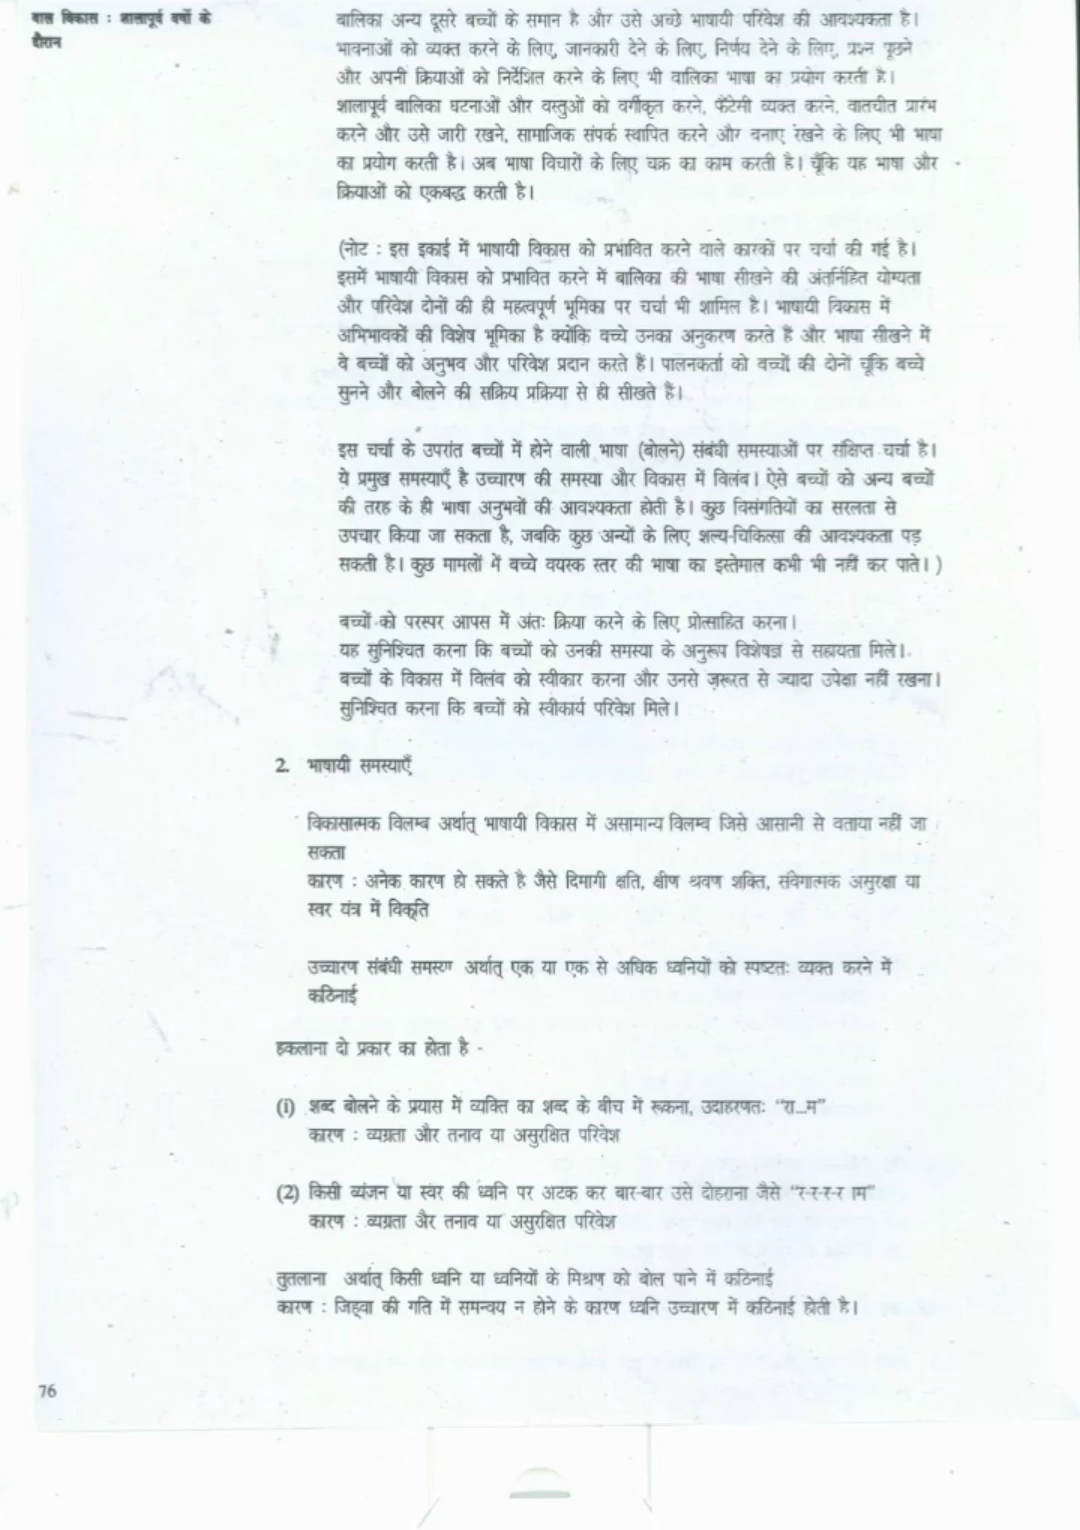 बाल विकास : शालापूर्व वर्षों के
दौरान
बालिका अन्य दूसरे बच्चों के समान है और उसे अच्छे भाषायी परिवेश की आवश्यकता है।
भावनाओं को व्यक्त करने के लिए, जानकारी देने के लिए, निर्णय देने के लिए, प्रश्न पूछने
और अपनी क्रियाओं को निर्देशित करने के लिए भी बालिका भाषा का प्रयोग करती है।
शालापूर्व बालिका घटनाओं और वस्तुओं को वर्गीकृत करने, फैंटेसी व्यक्त करने, वातचीत प्रारंभ
करने और उसे जारी रखने, सामाजिक संपर्क स्थापित करने और बनाए रखने के लिए भी भाषा
का प्रयोग करती है। अब भाषा विचारों के लिए चक्र का काम करती है। चूँकि यह भाषा और
क्रियाओं को एकबद्ध करती है।
(नोट : इस इकाई में भाषायी विकास को प्रभावित करने वाले कारकों पर चर्चा की गई है।
इसमें भाषायी विकास को प्रभावित करने में बालिका की भाषा सीखने की अंतर्निहित योग्यता
और परिवेश दोनों की ही महत्वपूर्ण भूमिका पर चर्चा भी शामिल है। भाषायी विकास में
अभिभावकों की विशेष भूमिका है क्योंकि वच्चे उनका अनुकरण करते हैं और भाषा सीखने में
वे बच्चों को अनुभव और परिवेश प्रदान करते हैं। पालनकर्ता को वच्चों की दोनों चूंकि बच्चे
सुनने और बोलने की सक्रिय प्रक्रिया से ही सीखते हैं।
इस चर्चा के उपरांत बच्चों में होने वाली भाषा (बोलने) संबंधी समस्याओं पर संक्षिप्त चर्चा है।
ये प्रमुख समस्याएँ है उच्चारण की समस्या और विकास में विलंब। ऐसे बच्चों को अन्य बच्चों
की तरह के ही भाषा अनुभवों की आवश्यकता होती है। कुछ विसंगतियों का सरलता से
उपचार किया जा सकता है, जबकि कुछ अन्यों के लिए शल्य-चिकित्सा की आवश्यकता पड़
सकती है। कुछ मामलों में वच्चे वयस्क स्तर की भाषा का इस्तेमाल कभी भी नहीं कर पाते। )
बच्चों को परस्पर आपस में अंतः क्रिया करने के लिए प्रोत्साहित करना।
यह सुनिश्चित करना कि बच्चों को उनकी समस्या के अनुरूप विशेषज्ञ से सहायता मिले।
बच्चों के विकास में विलंव को स्वीकार करना और उनसे ज़रूरत से ज्यादा उपेक्षा नहीं रखना।
सुनिश्चित करना कि बच्चों को स्वीकार्य परिवेश मिले।
2. भाषायी समस्याएँ
विकासात्मक विलम्ब अर्थात् भाषायी विकास में असामान्य विलम्व जिसे आसानी से वताया नहीं जा
सकता
कारण : अनेक कारण हो सकते है जैसे दिमागी क्षति, क्षीण श्रवण शक्ति, संवेगात्मक असुरक्षा या
स्वर यंत्र में विकृति
उच्चारण संबंधी समस्या अर्थात् एक या एक से अधिक ध्वनियों को स्पष्टतः व्यक्त करने में
कठिनाई
हकलाना दो प्रकार का होता है -
(i) शब्द बोलने के प्रयास में व्यक्ति का शब्द के बीच में रूकना, उदाहरणतः “रा...म”
कारण : व्यग्रता और तनाव या असुरक्षित परिवेश
(2) किसी व्यंजन या स्वर की ध्वनि पर अटक कर बार-बार उसे दोहराना जैसे “र-र-र-र ाम”
कारण : व्यग्रता अैर तनाव या असुरक्षित परिवेश
तुतलाना अर्थात् किसी ध्वनि या ध्वनियों के मिश्रण को बोल पाने में कठिनाई
कारण : जिह्वा की गति में समन्वय न होने के कारण ध्वनि उच्चारण में कठिनाई होती है।
76